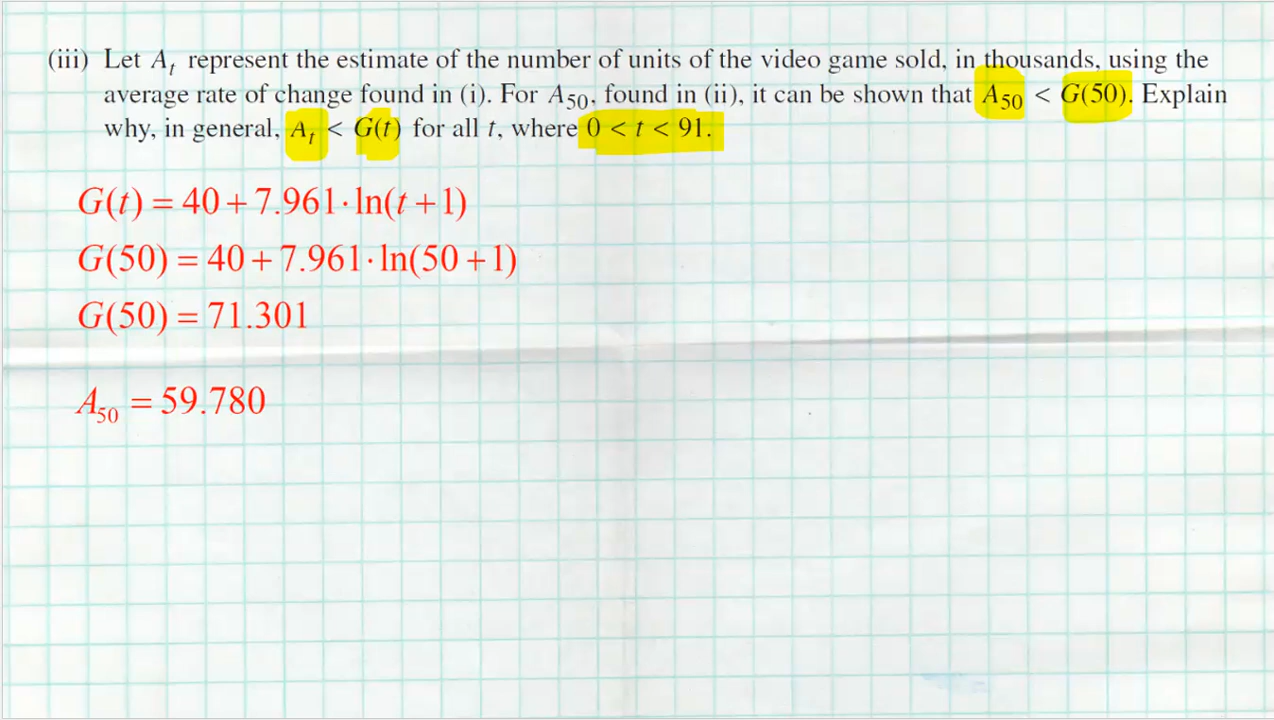 (iii) Let A_t represent the estimate of the number of units of the video game sold, in thousands, using the
average rate of change found in (i). For A_50, found in (ii), it can be shown that A_50 < G(50). Explain
why, in general, A_t < G(t) for all t, where 0 < t < 91.
G(t) = 40 + 7.961 · ln(t + 1)
G(50) = 40 + 7.961 · ln(50 + 1)
G(50) = 71.301
A_50 = 59.780